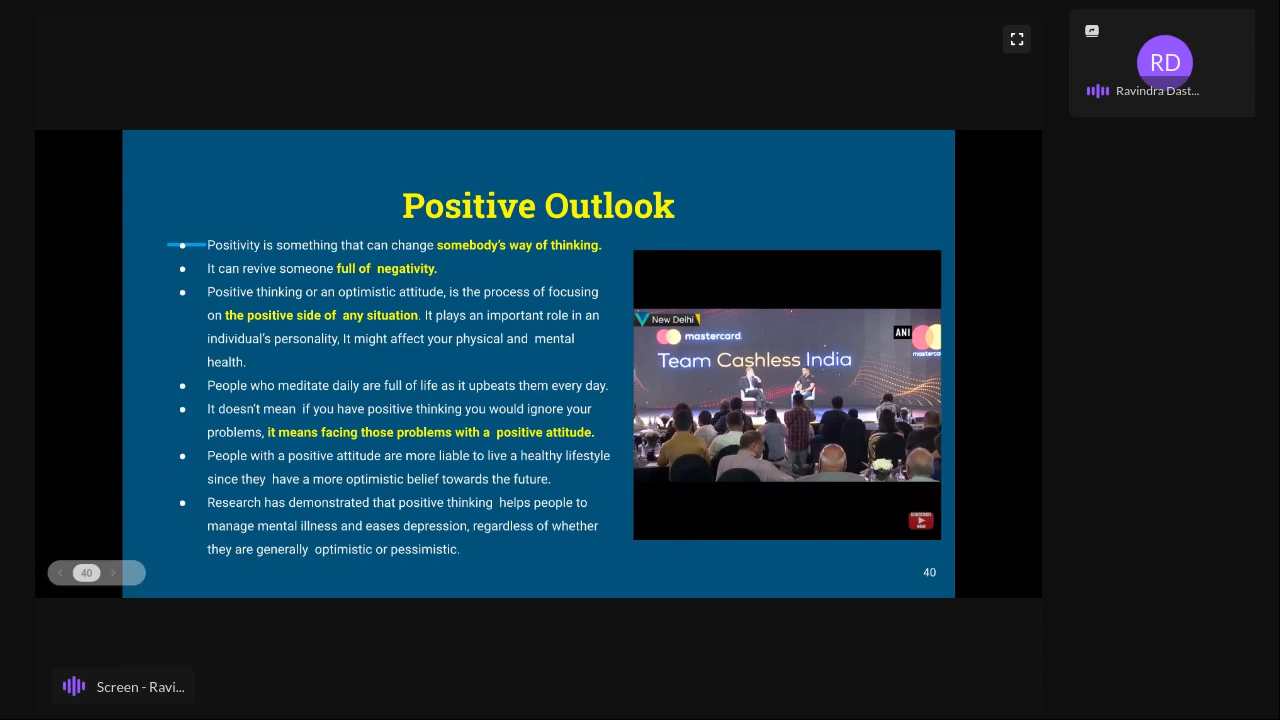 RD
Ravindra Dast...
Positive Outlook
● Positivity is something that can change somebody's way of thinking.
● It can revive someone full of negativity.
● Positive thinking or an optimistic attitude, is the process of focusing
on the positive side of any situation. It plays an important role in an
individual's personality, It might affect your physical and mental
health.
● People who meditate daily are full of life as it upbeats them every day.
● It doesn't mean if you have positive thinking you would ignore your
problems, it means facing those problems with a positive attitude.
● People with a positive attitude are more liable to live a healthy lifestyle
since they have a more optimistic belief towards the future.
● Research has demonstrated that positive thinking helps people to
manage mental illness and eases depression, regardless of whether
they are generally optimistic or pessimistic.
New Delhi
ANI
mastercard.
masterca
Team Cashless India
40
40
Screen - Ravi...